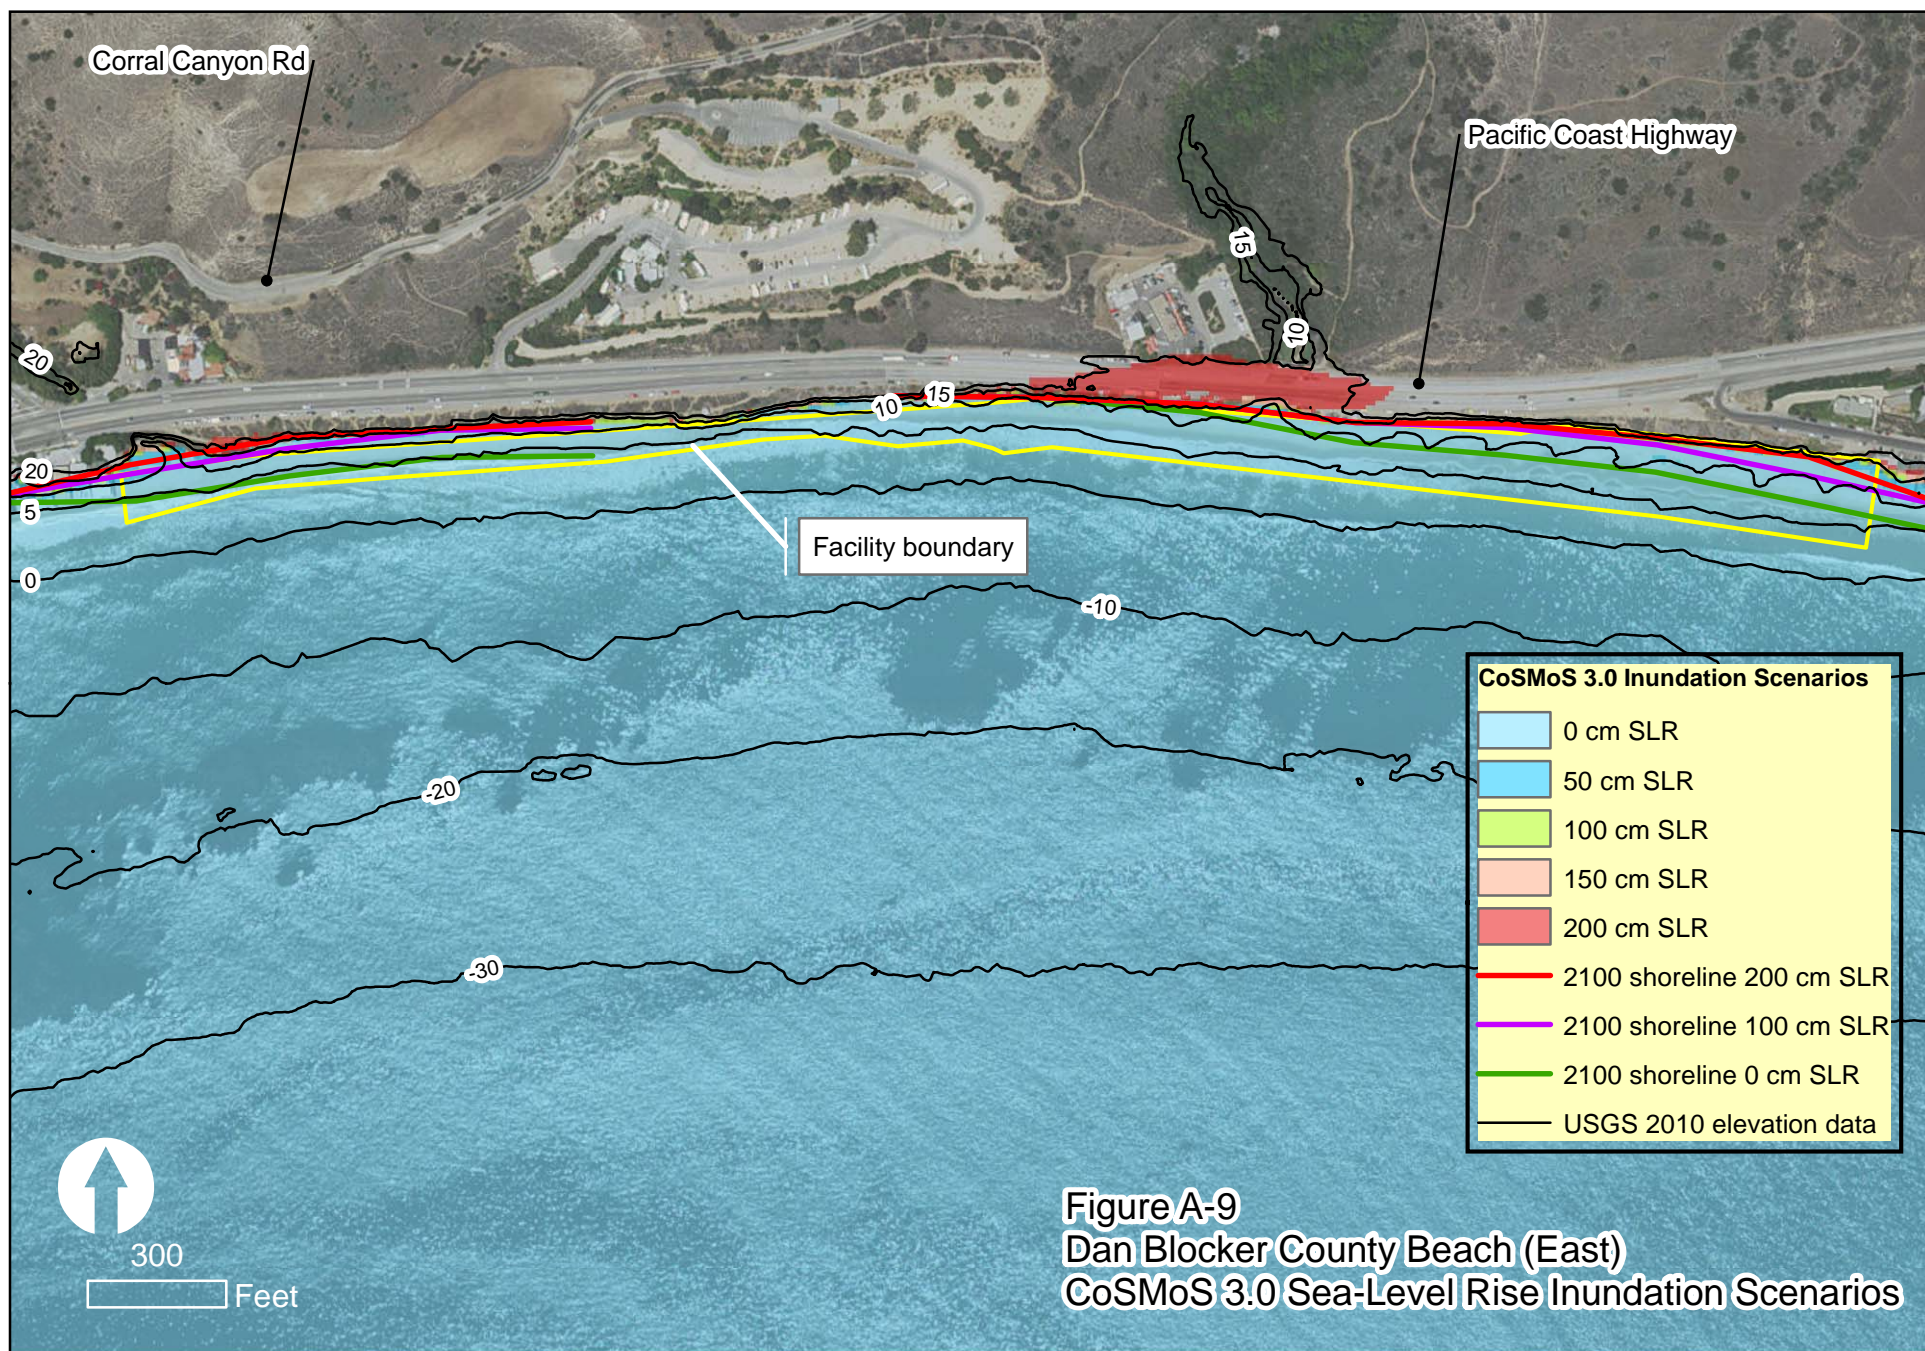 Corral Canyon Rd
Pacific Coast Highway
15
10
20
15
10
20
5
0
Facility boundary
-10
-20
-30
CoSMoS 3.0 Inundation Scenarios
0 cm SLR
50 cm SLR
100 cm SLR
150 cm SLR
200 cm SLR
2100 shoreline 200 cm SLR
2100 shoreline 100 cm SLR
2100 shoreline 0 cm SLR
USGS 2010 elevation data
300
Feet
Figure A-9
Dan Blocker County Beach (East)
CoSMoS 3.0 Sea-Level Rise Inundation Scenarios